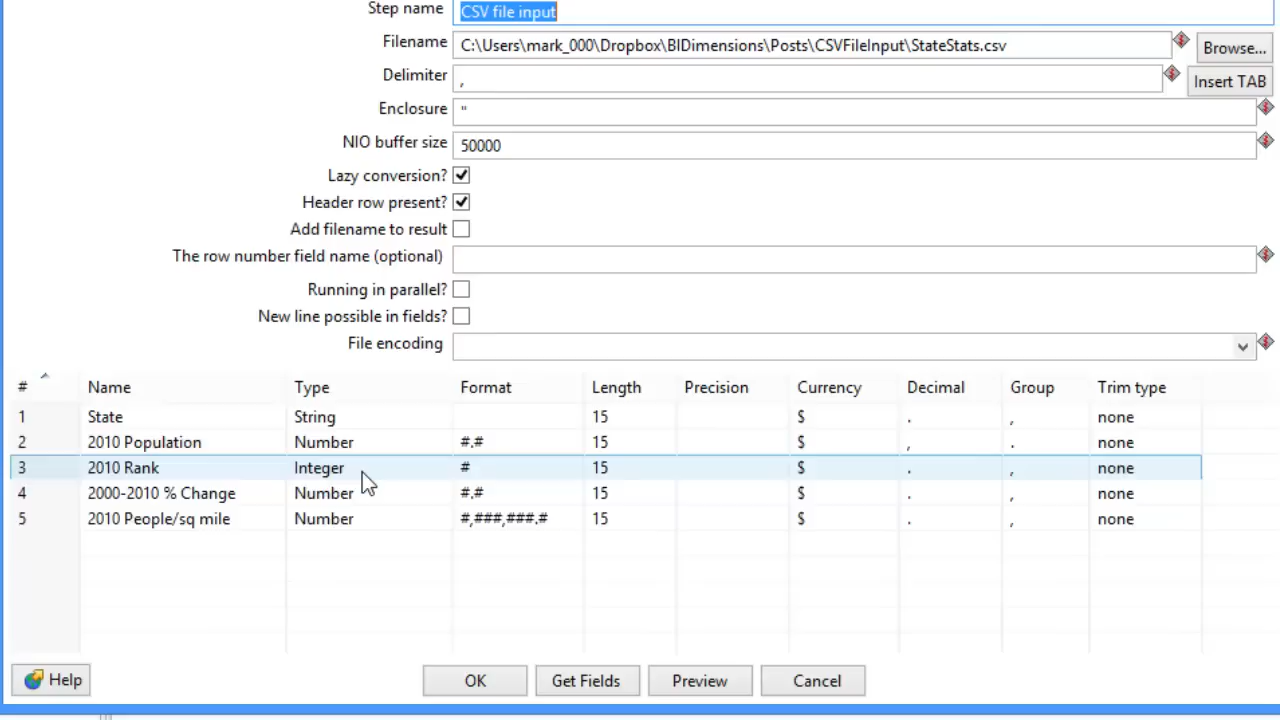 Step name CSV file input
Filename C:\Users\mark_000\Dropbox\BIDimensions\Posts\CSVFileInput\StateStats.csv Browse...
Delimiter , Insert TAB
Enclosure "
NIO buffer size 50000
Lazy conversion?
Header row present?
Add filename to result
The row number field name (optional)
Running in parallel?
New line possible in fields?
File encoding
# Name Type Format Length Precision Currency Decimal Group Trim type
1 State String 15 $ . , none
2 2010 Population Number #.# 15 $ , . none
3 2010 Rank Integer # 15 $ . , none
4 2000-2010 % Change Number #.# 15 $ . , none
5 2010 People/sq mile Number #,###,###.# 15 $ . , none
Help OK Get Fields Preview Cancel